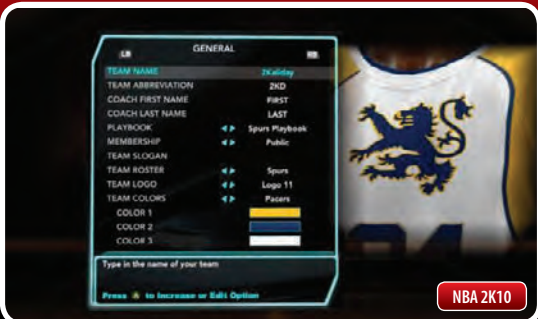 LB GENERAL RB
TEAM NAME 2Kaliday
TEAM ABBREVIATION 2KD
COACH FIRST NAME FIRST
COACH LAST NAME LAST
PLAYBOOK Spurs Playbook
MEMBERSHIP Public
TEAM SLOGAN
TEAM ROSTER Spurs
TEAM LOGO Logo 11
TEAM COLORS Pacers
COLOR 1
COLOR 2
COLOR 3
Type in the name of your team
Press A to Increase or Edit Option
NBA 2K10